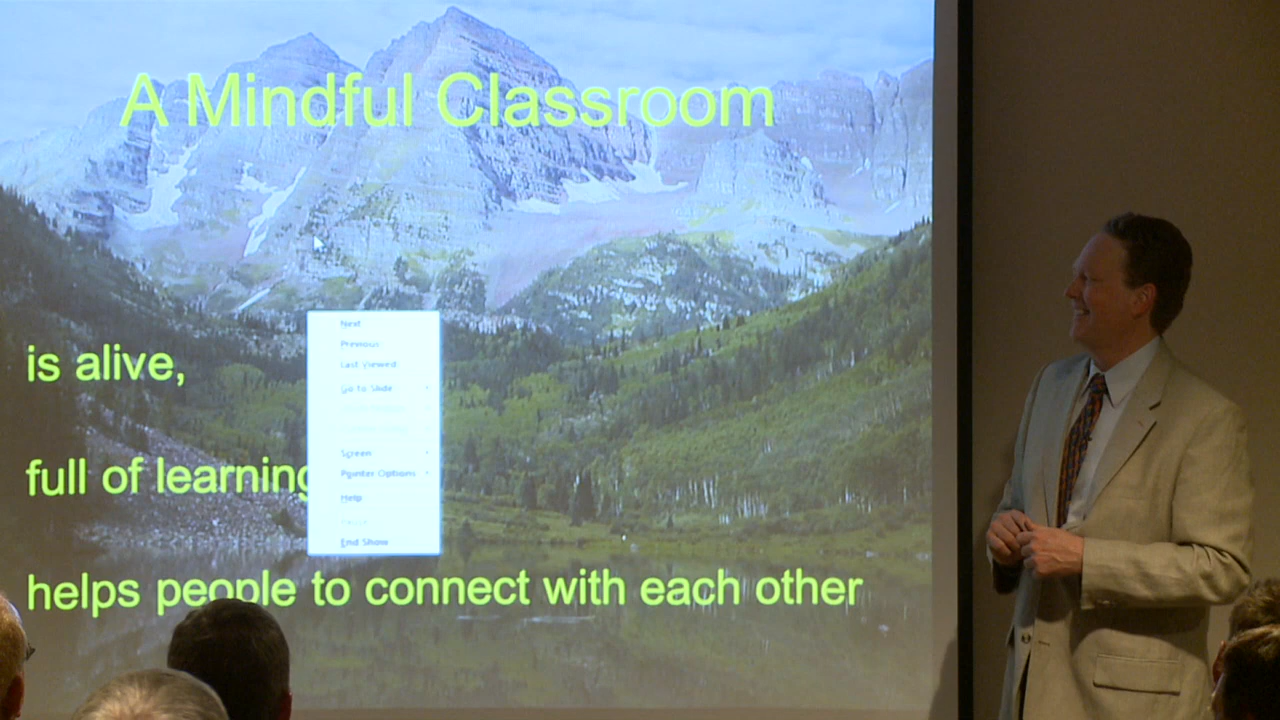 A Mindful Classroom
is alive,
full of learning
Next
Previous
Last Viewed
Go to Slide
Screen
Pointer Options
Help
End Show
helps people to connect with each other